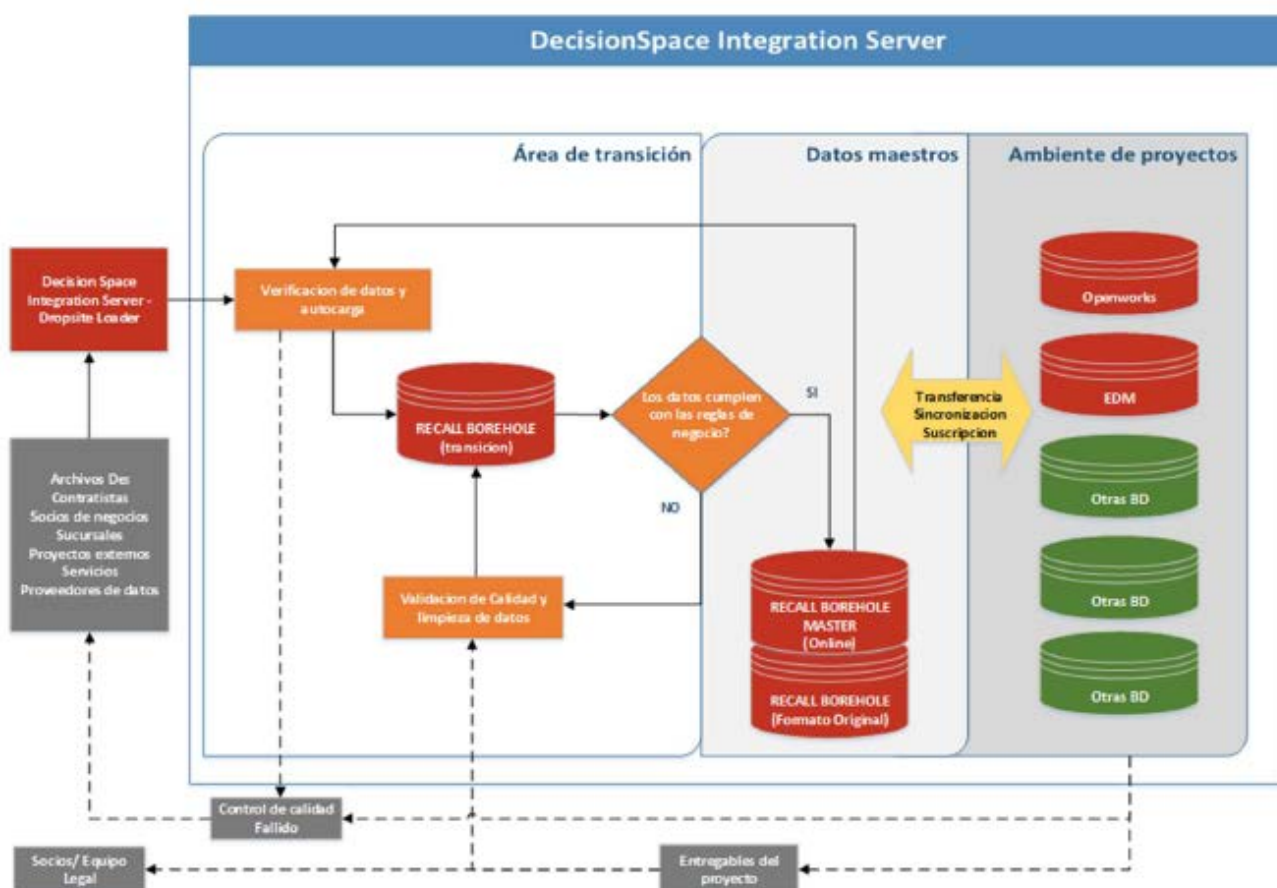 DecisionSpace Integration Server
Área de transición
Datos maestros
Ambiente de proyectos
Decision Space
Integration Server -
Dropsite Loader
Verificacion de datos y
autocarga
Openworks
RECALL BOREHOLE
(transicion)
Los datos cumplen
con las reglas de
negocio?
SI
NO
Transferencia
Sincronizacion
Suscripcion
EDM
Archivos Des
Contratistas
Socios de negocios
Sucursales
Proyectos externos
Servicios
Proveedores de datos
Otras BD
Validacion de Calidad y
limpieza de datos
RECALL BOREHOLE
MASTER
(Online)
Otras BD
RECALL BOREHOLE
(Formato Original)
Otras BD
Control de calidad
Fallido
Socios/ Equipo
Legal
Entregables del
proyecto